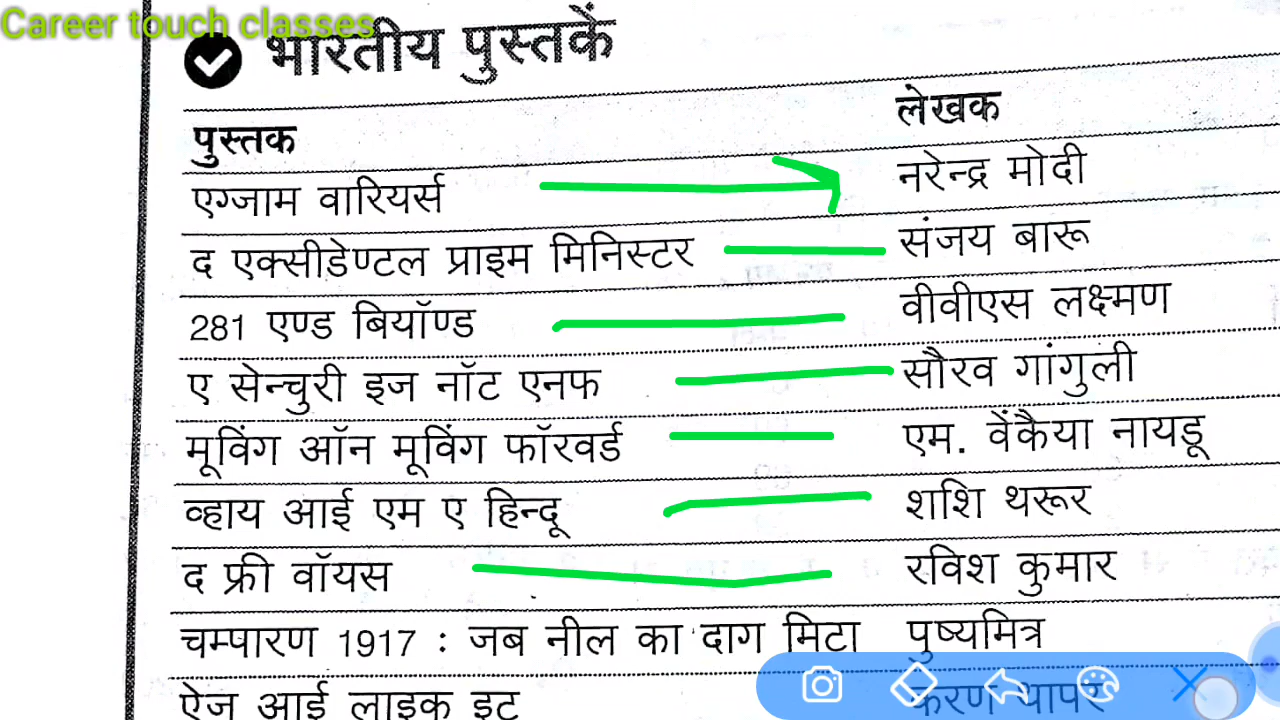 Career touch classes
भारतीय पुस्तकें
पुस्तक लेखक
एग्जाम वारियर्स नरेन्द्र मोदी
द एक्सीडेण्टल प्राइम मिनिस्टर संजय बारू
281 एण्ड बियॉण्ड वीवीएस लक्ष्मण
ए सेन्चुरी इज नॉट एनफ सौरव गांगुली
मूविंग ऑन मूविंग फॉरवर्ड एम. वेंकैया नायडू
व्हाय आई एम ए हिन्दू शशि थरूर
द फ्री वॉयस रविश कुमार
चम्पारण 1917 : जब नील का दाग मिटा पुष्यमित्र
ऐज आई लाइक इट करण थापर